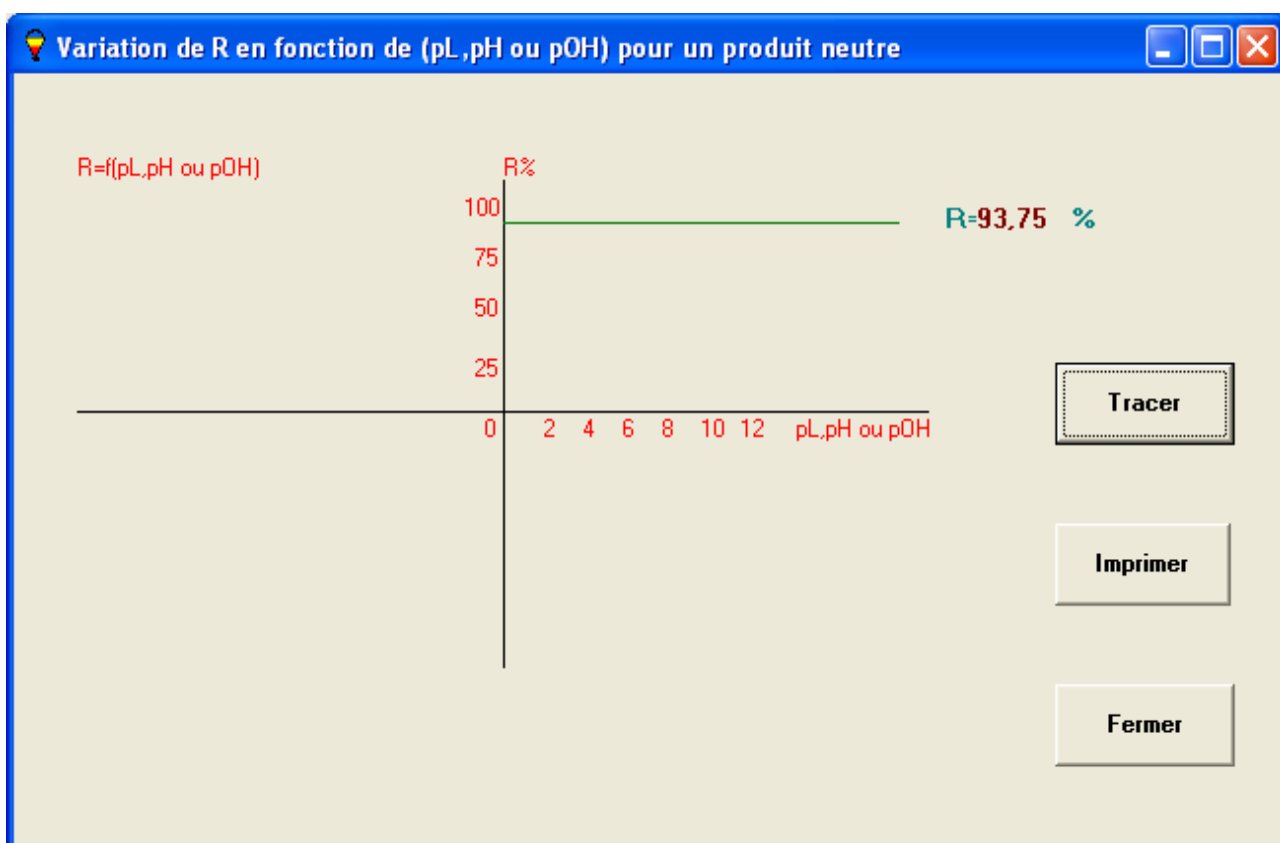 Variation de R en fonction de (pL,pH ou pOH) pour un produit neutre
R=f(pL,pH ou pOH)
R%
100
R=93,75 %
75
50
25
Tracer
0 2 4 6 8 10 12 pL,pH ou pOH
Imprimer
Fermer